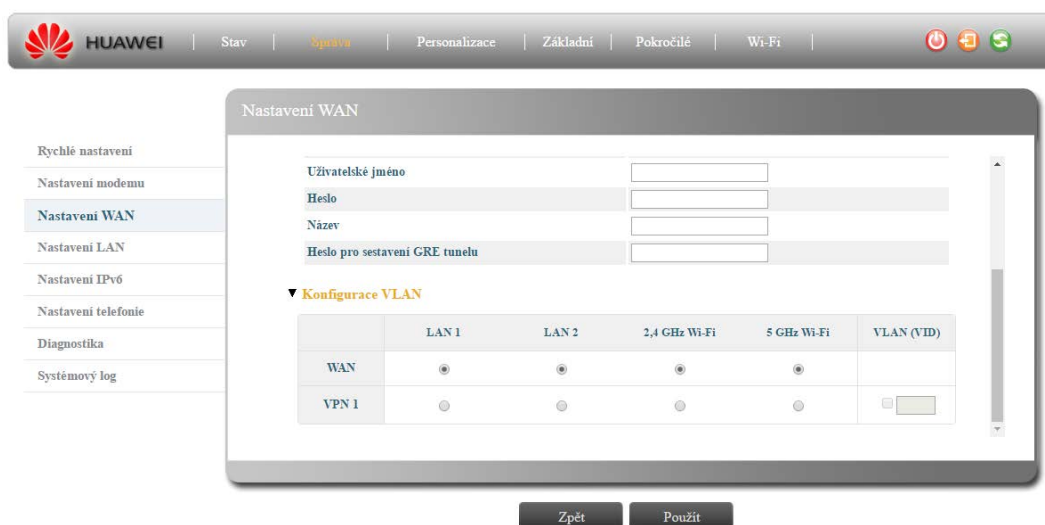 HUAWEI | Stav | Správa | Personalizace | Základní | Pokročilé | Wi-Fi |
Nastavení WAN
Rychlé nastavení
Nastavení modemu
Nastavení WAN
Nastavení LAN
Nastavení IPv6
Nastavení telefonie
Diagnostika
Systémový log
Uživatelské jméno
Heslo
Název
Heslo pro sestavení GRE tunelu
Konfigurace VLAN
LAN 1 LAN 2 2,4 GHz Wi-Fi 5 GHz Wi-Fi VLAN (VID)
WAN
VPN 1
Zpět Použít